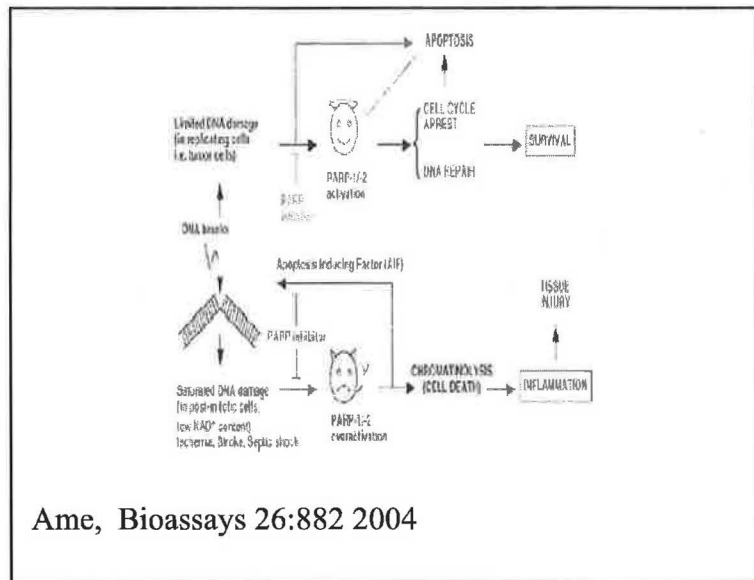 APOPTOSIS
Limited DNA damage
(in replicating cells
i.e. tumor cells)
CELL CYCLE
ARREST
DNA REPAIR
SURVIVAL
PARP-1/-2
activation
PARP
inhibitor
DNA breaks
Apoptosis Inducing Factor (AIF)
PARP inhibitor
TISSUE
INJURY
Saturated DNA damage
(in post-mitotic cells,
low NAD+ content)
Ischemia, Stroke, Septic shock
PARP-1/-2
overactivation
CHROMATINOLYSIS
(CELL DEATH)
INFLAMMATION
Ame, Bioassays 26:882 2004